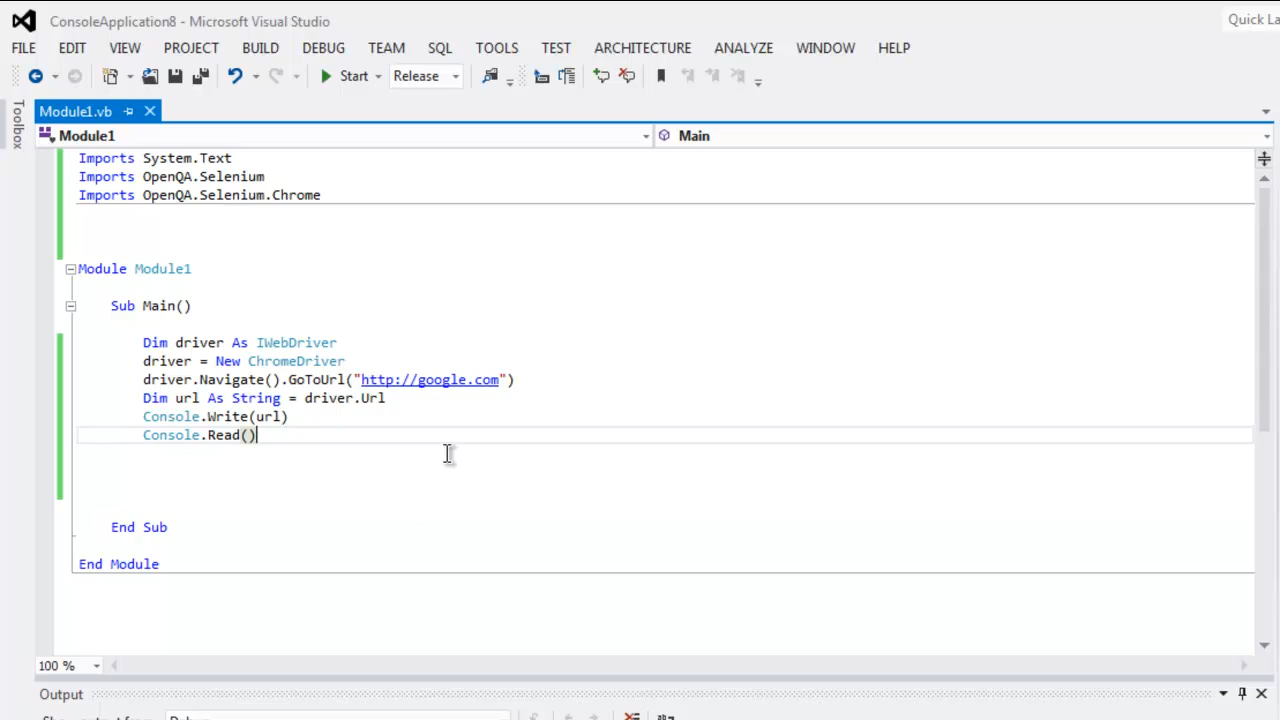 ConsoleApplication8 - Microsoft Visual Studio
Quick La
FILE EDIT VIEW PROJECT BUILD DEBUG TEAM SQL TOOLS TEST ARCHITECTURE ANALYZE WINDOW HELP
Start Release
Toolbox
Module1.vb
Module1 Main
Imports System.Text
Imports OpenQA.Selenium
Imports OpenQA.Selenium.Chrome
Module Module1
Sub Main()
Dim driver As IWebDriver
driver = New ChromeDriver
driver.Navigate().GoToUrl("http://google.com")
Dim url As String = driver.Url
Console.Write(url)
Console.Read()
End Sub
End Module
100 %
Output